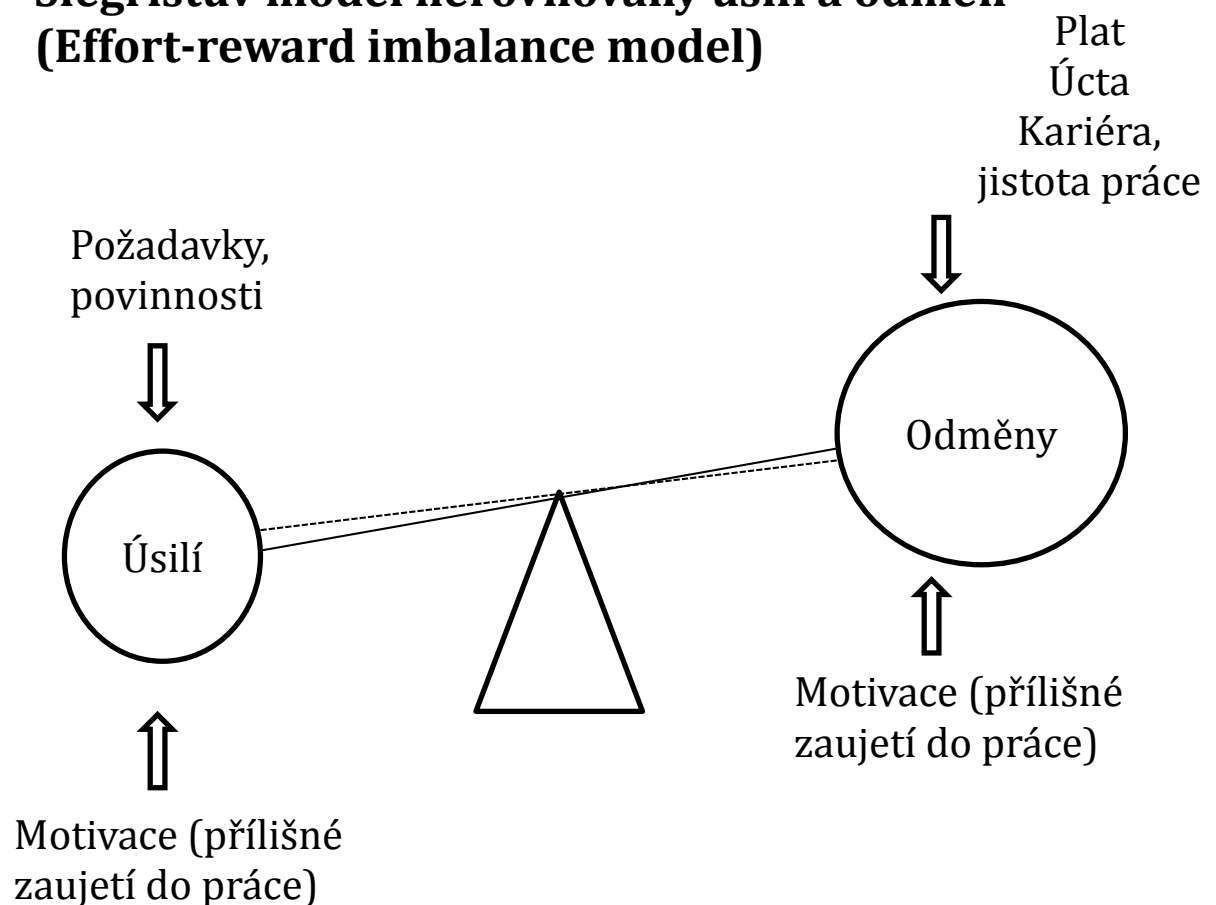 (Effort-reward imbalance model)
Plat
Úcta
Kariéra,
jistota práce
Požadavky,
povinnosti
Odměny
Úsilí
Motivace (přílišné
zaujetí do práce)
Motivace (přílišné
zaujetí do práce)